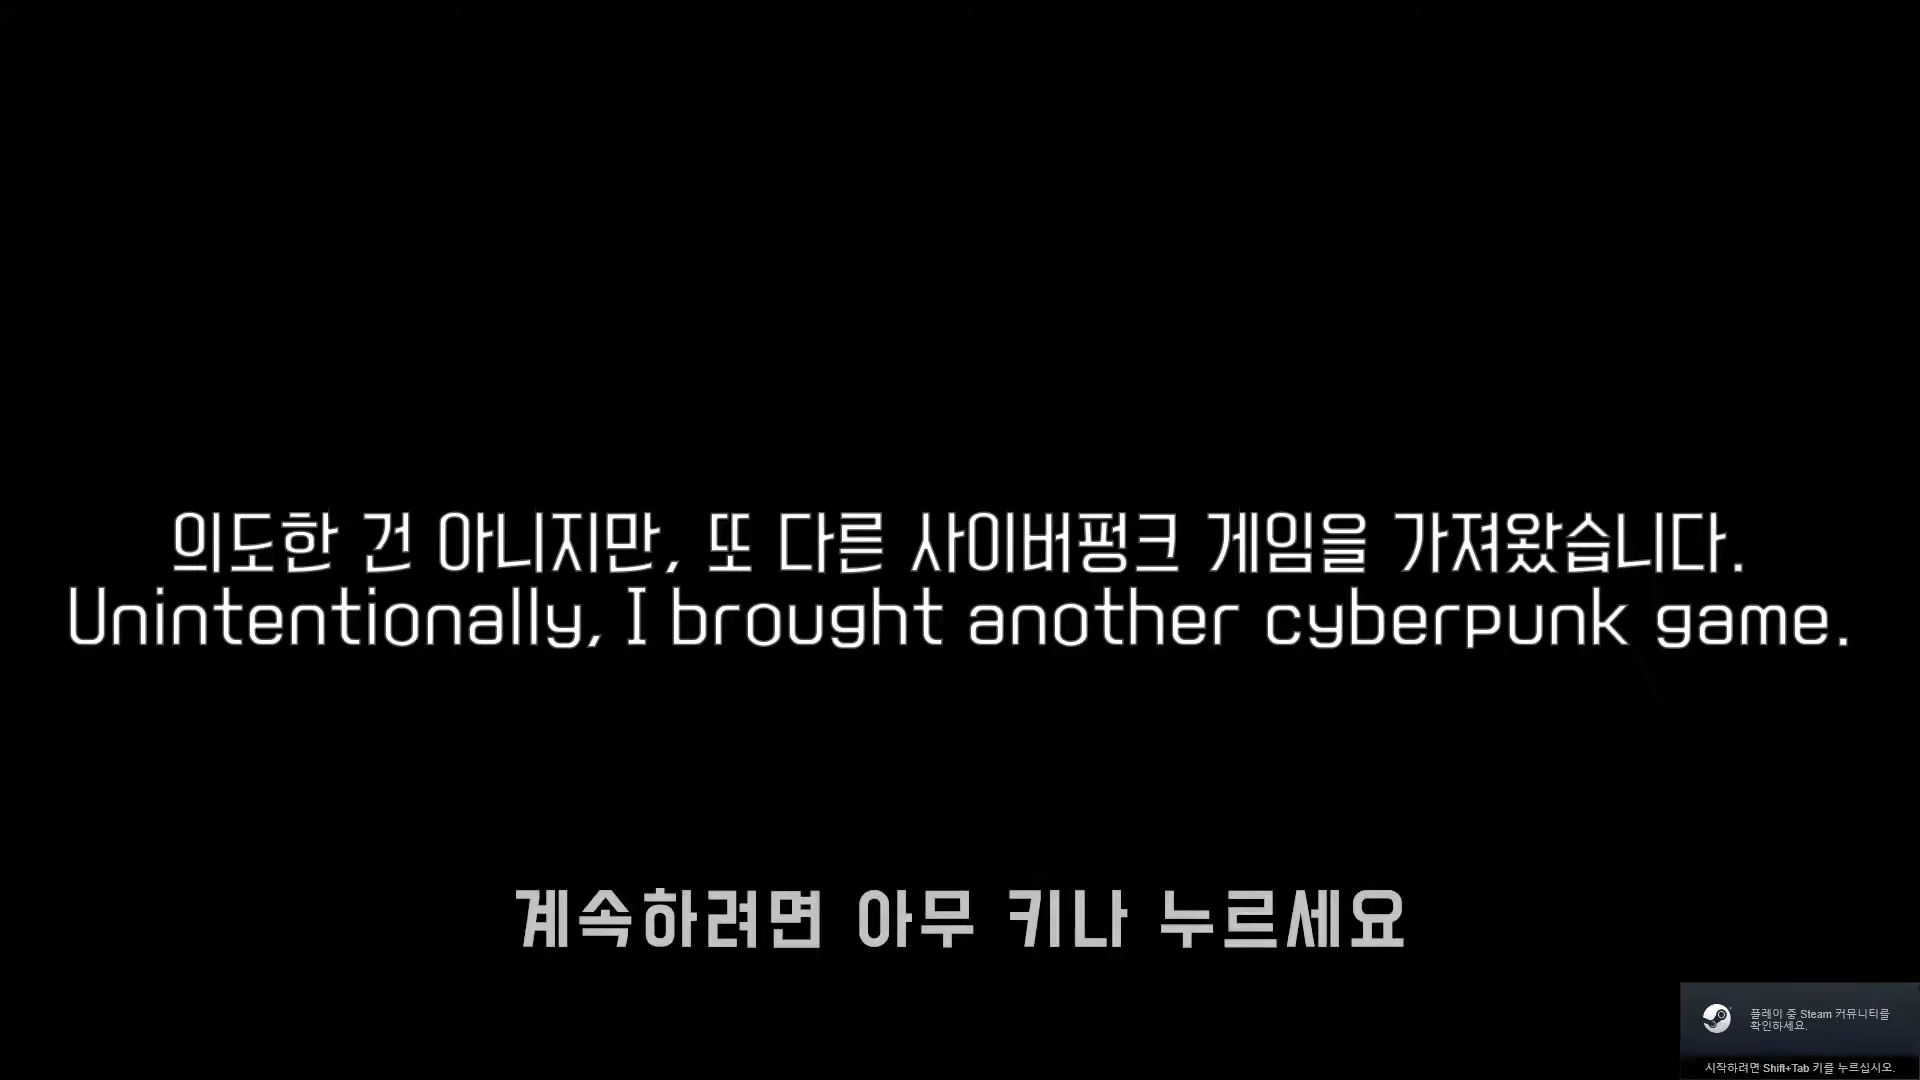 의도한 건 아니지만, 또 다른 사이버펑크 게임을 가져왔습니다.
Unintentionally, I brought another cyberpunk game.
계속하려면 아무 키나 누르세요
플레이 중 Steam 커뮤니티를
확인하세요.
시작하려면 Shift+Tab 키를 누르십시오.